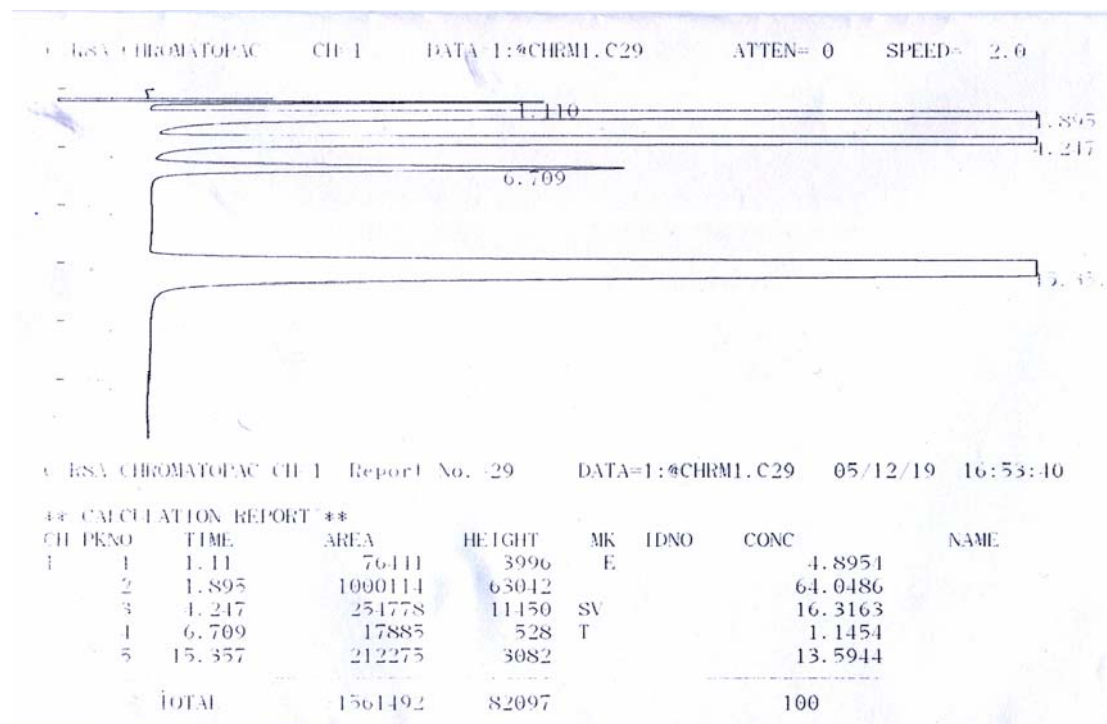 C-R8A CHROMATOPAC CH=1 DATA=1:@CHRM1.C29 ATTEN= 0 SPEED= 2.0
1.110
1.895
4.247
6.709
C-R8A CHROMATOPAC CH=1 Report No.=29 DATA=1:@CHRM1.C29 05/12/19 16:53:40
** CALCULATION REPORT **
CH PKNO TIME AREA HEIGHT MK IDNO CONC NAME
1 1 1.11 76441 3996 E 4.8954
2 1.895 1000114 63042 64.0486
3 4.247 254778 11450 SV 16.3163
4 6.709 17885 528 T 1.1454
5 15.357 212275 3082 13.5944
TOTAL 1561492 82097 100